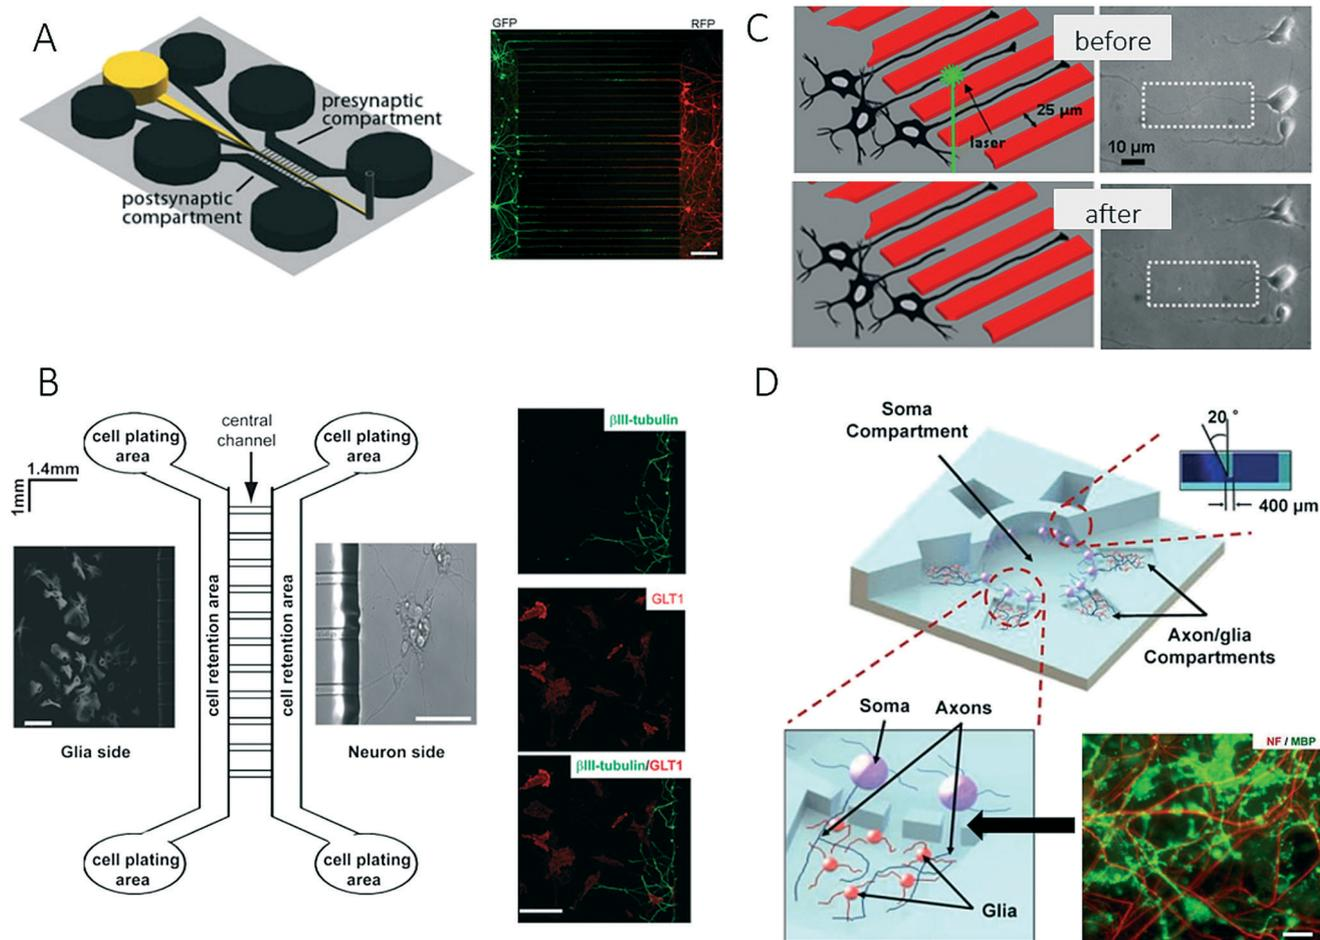 A
GFP
RFP
presynaptic
compartment
postsynaptic
compartment
C
before
25 µm
laser
10 µm
after
B
cell plating
area
central
channel
cell plating
area
1.4mm
1mm
cell retention area
cell retention area
Glia side
Neuron side
cell plating
area
cell plating
area
βIII-tubulin
GLT1
βIII-tubulin/GLT1
D
Soma
Compartment
20 °
400 µm
Axon/glia
Compartments
Soma
Axons
Glia
NF / MBP